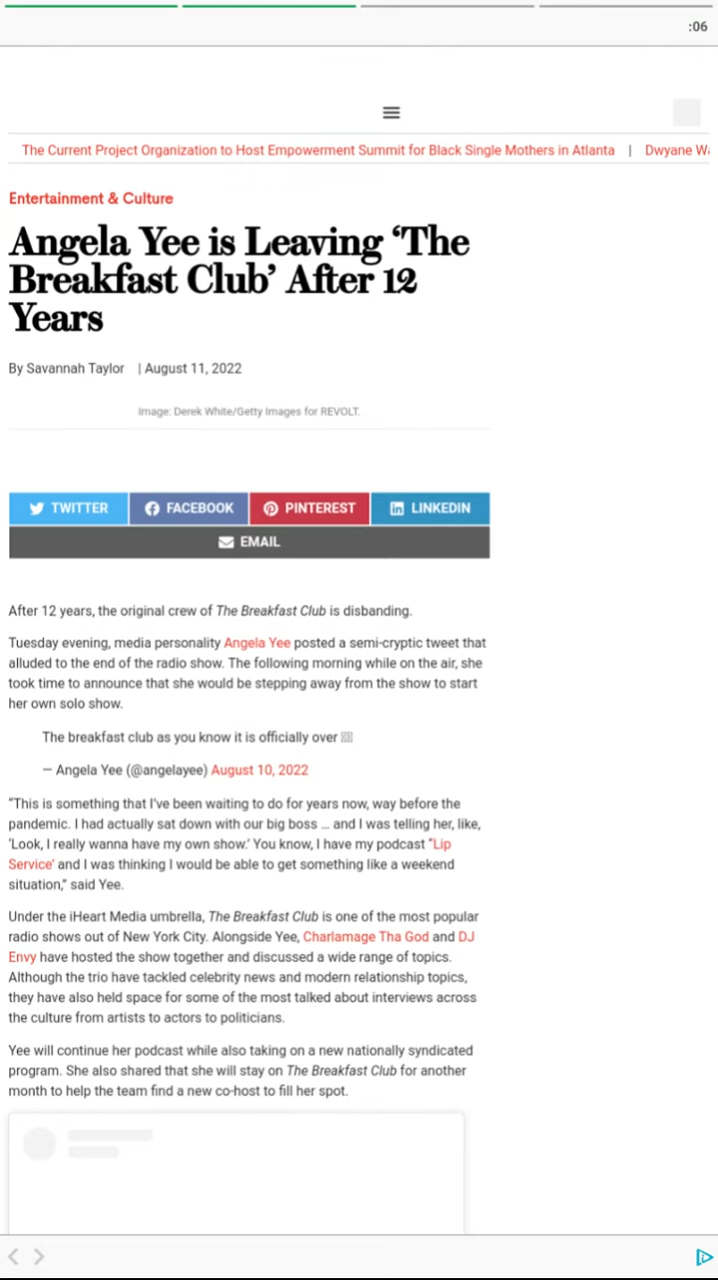 :06
The Current Project Organization to Host Empowerment Summit for Black Single Mothers in Atlanta | Dwyane
Entertainment & Culture
Angela Yee is Leaving ‘The
Breakfast Club’ After 12
Years
By Savannah Taylor | August 11, 2022
Image: Derek White/Getty Images for REVOLT.
TWITTER FACEBOOK PINTEREST LINKEDIN
EMAIL
After 12 years, the original crew of The Breakfast Club is disbanding.
Tuesday evening, media personality Angela Yee posted a semi-cryptic tweet that
alluded to the end of the radio show. The following morning while on the air, she
took time to announce that she would be stepping away from the show to start
her own solo show.
The breakfast club as you know it is officially over
— Angela Yee (@angelayee) August 10, 2022
“This is something that I’ve been waiting to do for years now, way before the
pandemic. I had actually sat down with our big boss … and I was telling her, like,
‘Look, I really wanna have my own show.’ You know, I have my podcast “Lip
Service’ and I was thinking I would be able to get something like a weekend
situation,” said Yee.
Under the iHeart Media umbrella, The Breakfast Club is one of the most popular
radio shows out of New York City. Alongside Yee, Charlamage Tha God and DJ
Envy have hosted the show together and discussed a wide range of topics.
Although the trio have tackled celebrity news and modern relationship topics,
they have also held space for some of the most talked about interviews across
the culture from artists to actors to politicians.
Yee will continue her podcast while also taking on a new nationally syndicated
program. She also shared that she will stay on The Breakfast Club for another
month to help the team find a new co-host to fill her spot.